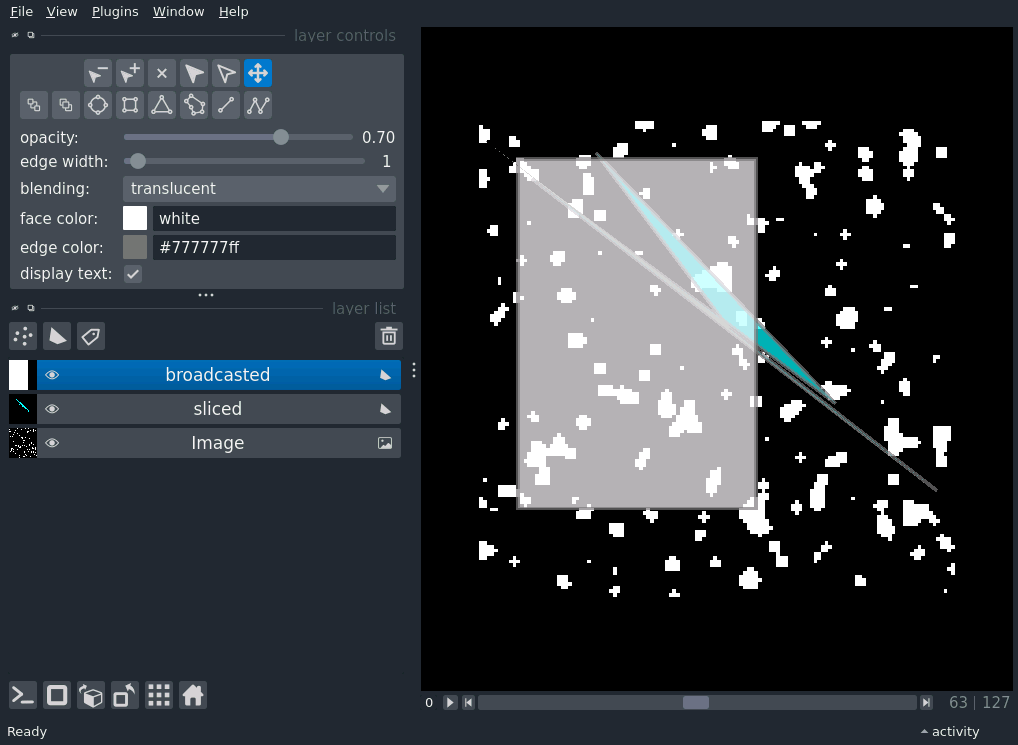 File View Plugins Window Help
layer controls
opacity: 0.70
edge width: 1
blending: translucent
face color: white
edge color: #777777ff
display text:
layer list
broadcasted
sliced
Image
0 63 | 127
Ready activity